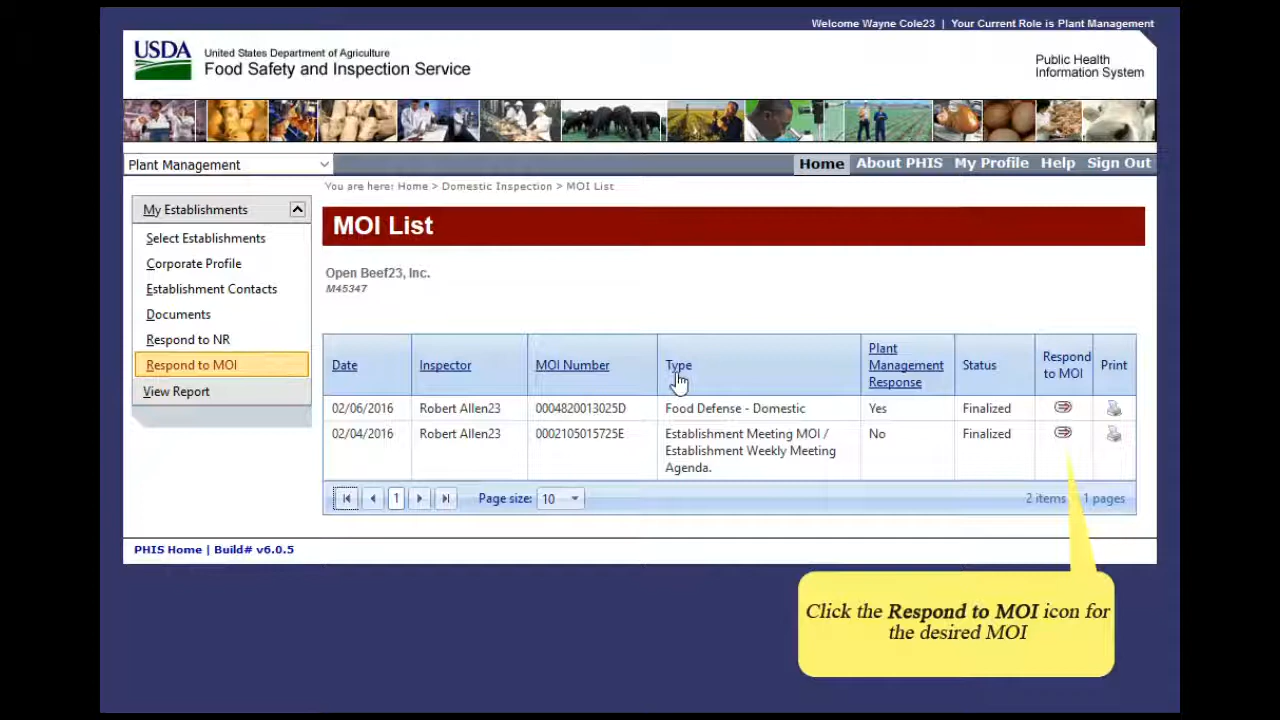 Welcome Wayne Cole23 | Your Current Role is Plant Management
USDA
United States Department of Agriculture
Food Safety and Inspection Service
Public Health
Information System
Plant Management
Home About PHIS My Profile Help Sign Out
You are here: Home > Domestic Inspection > MOI List
My Establishments
Select Establishments
Corporate Profile
Establishment Contacts
Documents
Respond to NR
Respond to MOI
View Report
MOI List
Open Beef23, Inc.
M45347
Date Inspector MOI Number Type Plant Management Response Status Respond to MOI Print
02/06/2016 Robert Allen23 0004820013025D Food Defense - Domestic Yes Finalized
02/04/2016 Robert Allen23 0002105015725E Establishment Meeting MOI / No Finalized
Establishment Weekly Meeting
Agenda.
1 Page size: 10 2 items 1 pages
PHIS Home | Build# v6.0.5
Click the Respond to MOI icon for
the desired MOI